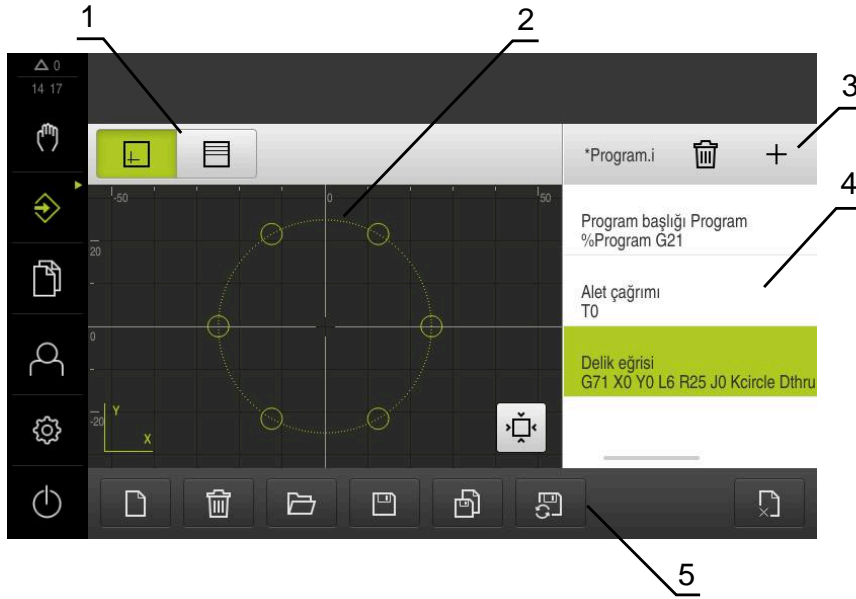 1
2
3
4
5
0
14 17
*Program.i
-50
0
50
20
0
-20
Y
X
Program başlığı Program
%Program G21
Alet çağrımı
T0
Delik eğrisi
G71 X0 Y0 L6 R25 J0 Kcircle Dthru